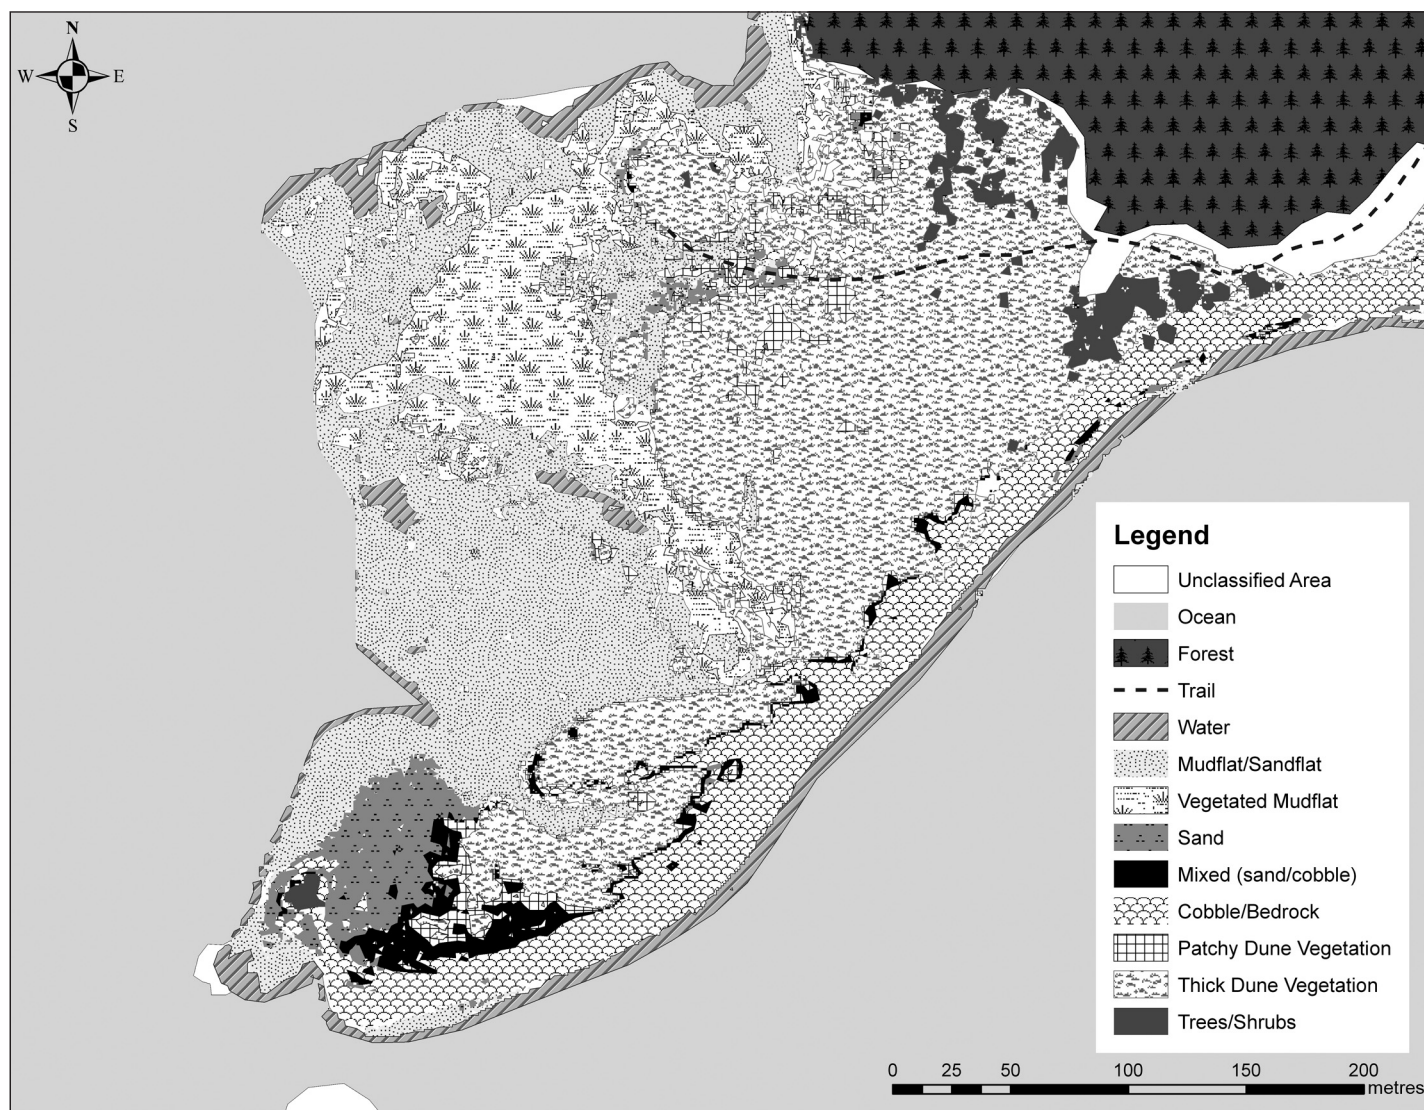 N
W E
S
Legend
Unclassified Area
Ocean
Forest
Trail
Water
Mudflat/Sandflat
Vegetated Mudflat
Sand
Mixed (sand/cobble)
Cobble/Bedrock
Patchy Dune Vegetation
Thick Dune Vegetation
Trees/Shrubs
0 25 50 100 150 200
metres